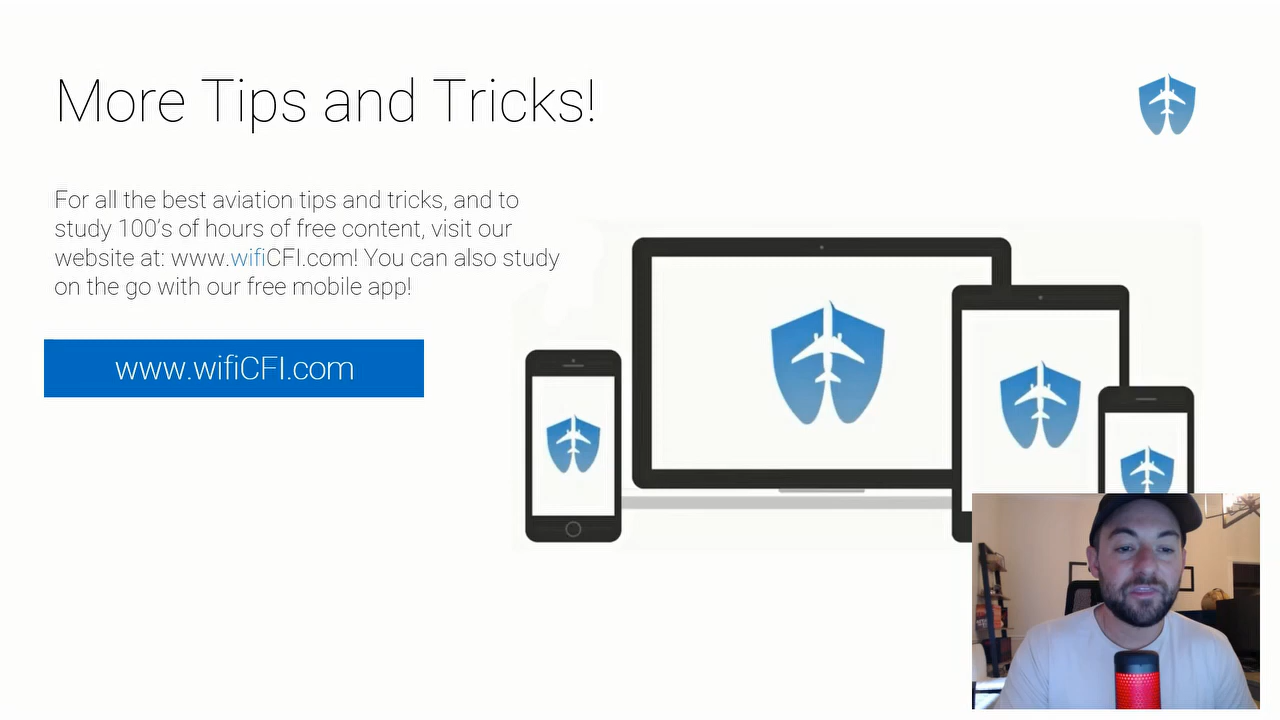 More Tips and Tricks!
For all the best aviation tips and tricks, and to
study 100’s of hours of free content, visit our
website at: www.wifiCFI.com! You can also study
on the go with our free mobile app!
www.wifiCFI.com